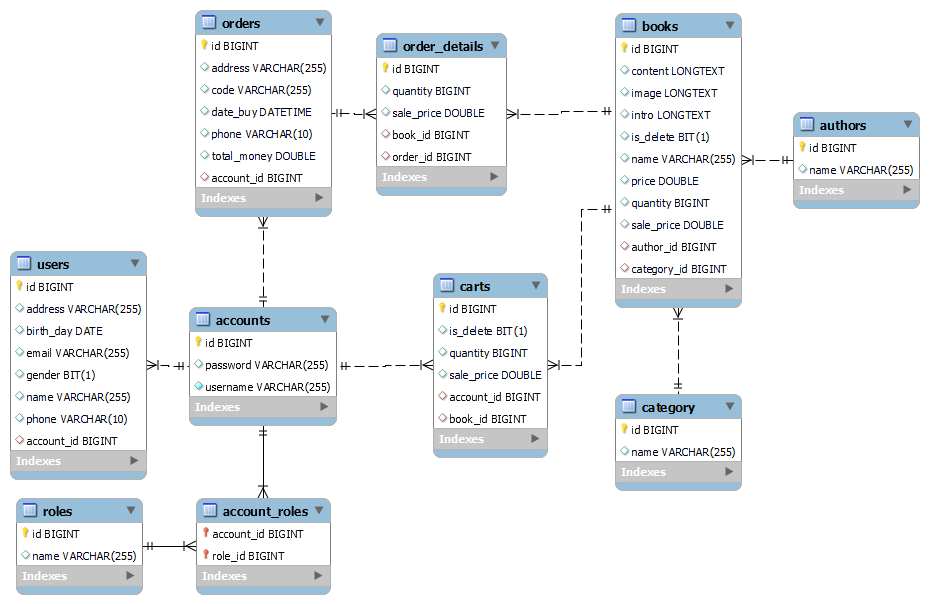 orders
id BIGINT
address VARCHAR(255)
code VARCHAR(255)
date_buy DATETIME
phone VARCHAR(10)
total_money DOUBLE
account_id BIGINT
Indexes
order_details
id BIGINT
quantity BIGINT
sale_price DOUBLE
book_id BIGINT
order_id BIGINT
Indexes
books
id BIGINT
content LONGTEXT
image LONGTEXT
intro LONGTEXT
is_delete BIT(1)
name VARCHAR(255)
price DOUBLE
quantity BIGINT
sale_price DOUBLE
author_id BIGINT
category_id BIGINT
Indexes
authors
id BIGINT
name VARCHAR(255)
Indexes
users
id BIGINT
address VARCHAR(255)
birth_day DATE
email VARCHAR(255)
gender BIT(1)
name VARCHAR(255)
phone VARCHAR(10)
account_id BIGINT
Indexes
accounts
id BIGINT
password VARCHAR(255)
username VARCHAR(255)
Indexes
carts
id BIGINT
is_delete BIT(1)
quantity BIGINT
sale_price DOUBLE
account_id BIGINT
book_id BIGINT
Indexes
category
id BIGINT
name VARCHAR(255)
Indexes
roles
id BIGINT
name VARCHAR(255)
Indexes
account_roles
account_id BIGINT
role_id BIGINT
Indexes